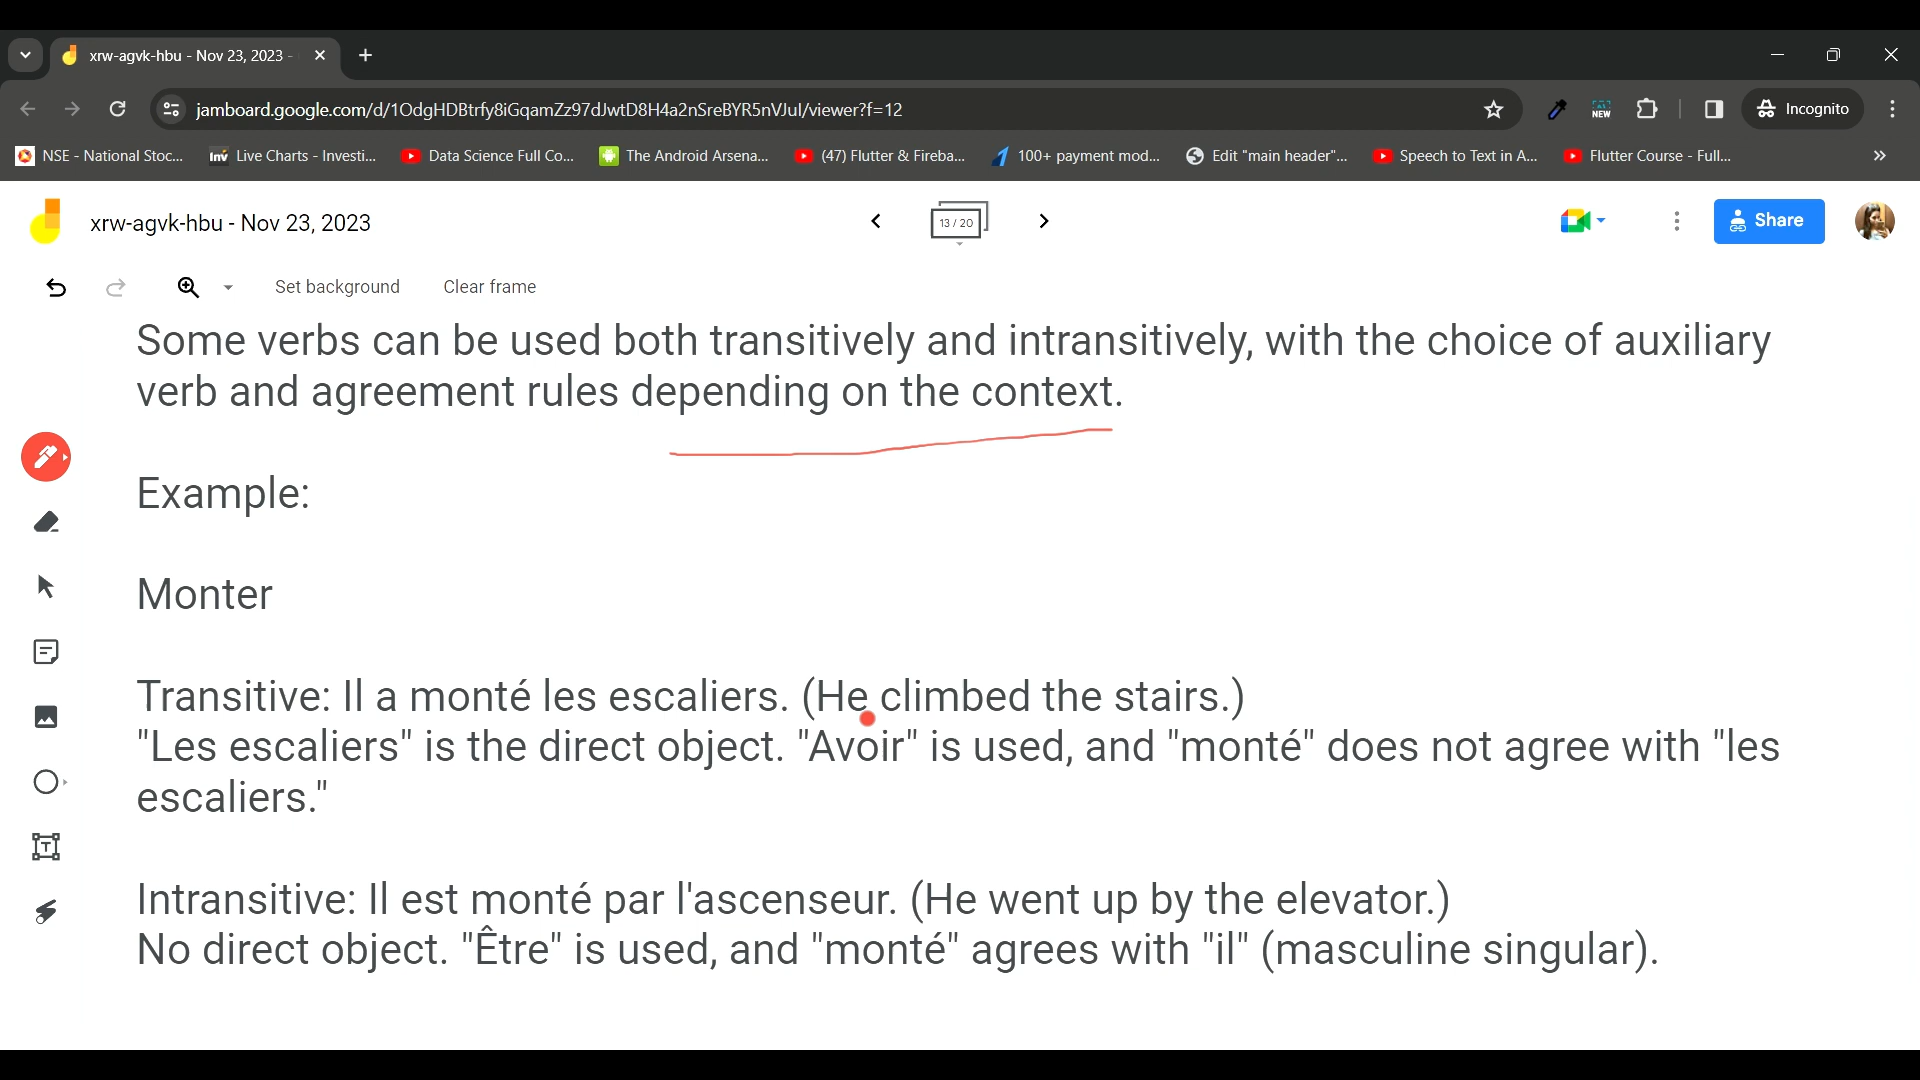 xrw-agvk-hbu - Nov 23, 2023 -
jamboard.google.com/d/1OdgHDBtrfy8iGqamZz97dJwtD8H4a2nSreBYR5nVJuI/viewer?f=12
NEW
Incognito
NSE - National Stoc...
Inv Live Charts - Investi...
Data Science Full Co...
The Android Arsena...
(47) Flutter & Fireba...
100+ payment mod...
Edit "main header"...
Speech to Text in A...
Flutter Course - Full...
xrw-agvk-hbu - Nov 23, 2023
13 / 20
Share
Set background
Clear frame
Some verbs can be used both transitively and intransitively, with the choice of auxiliary
verb and agreement rules depending on the context.
Example:
Monter
Transitive: Il a monté les escaliers. (He climbed the stairs.)
"Les escaliers" is the direct object. "Avoir" is used, and "monté" does not agree with "les
escaliers."
Intransitive: Il est monté par l'ascenseur. (He went up by the elevator.)
No direct object. "Être" is used, and "monté" agrees with "il" (masculine singular).